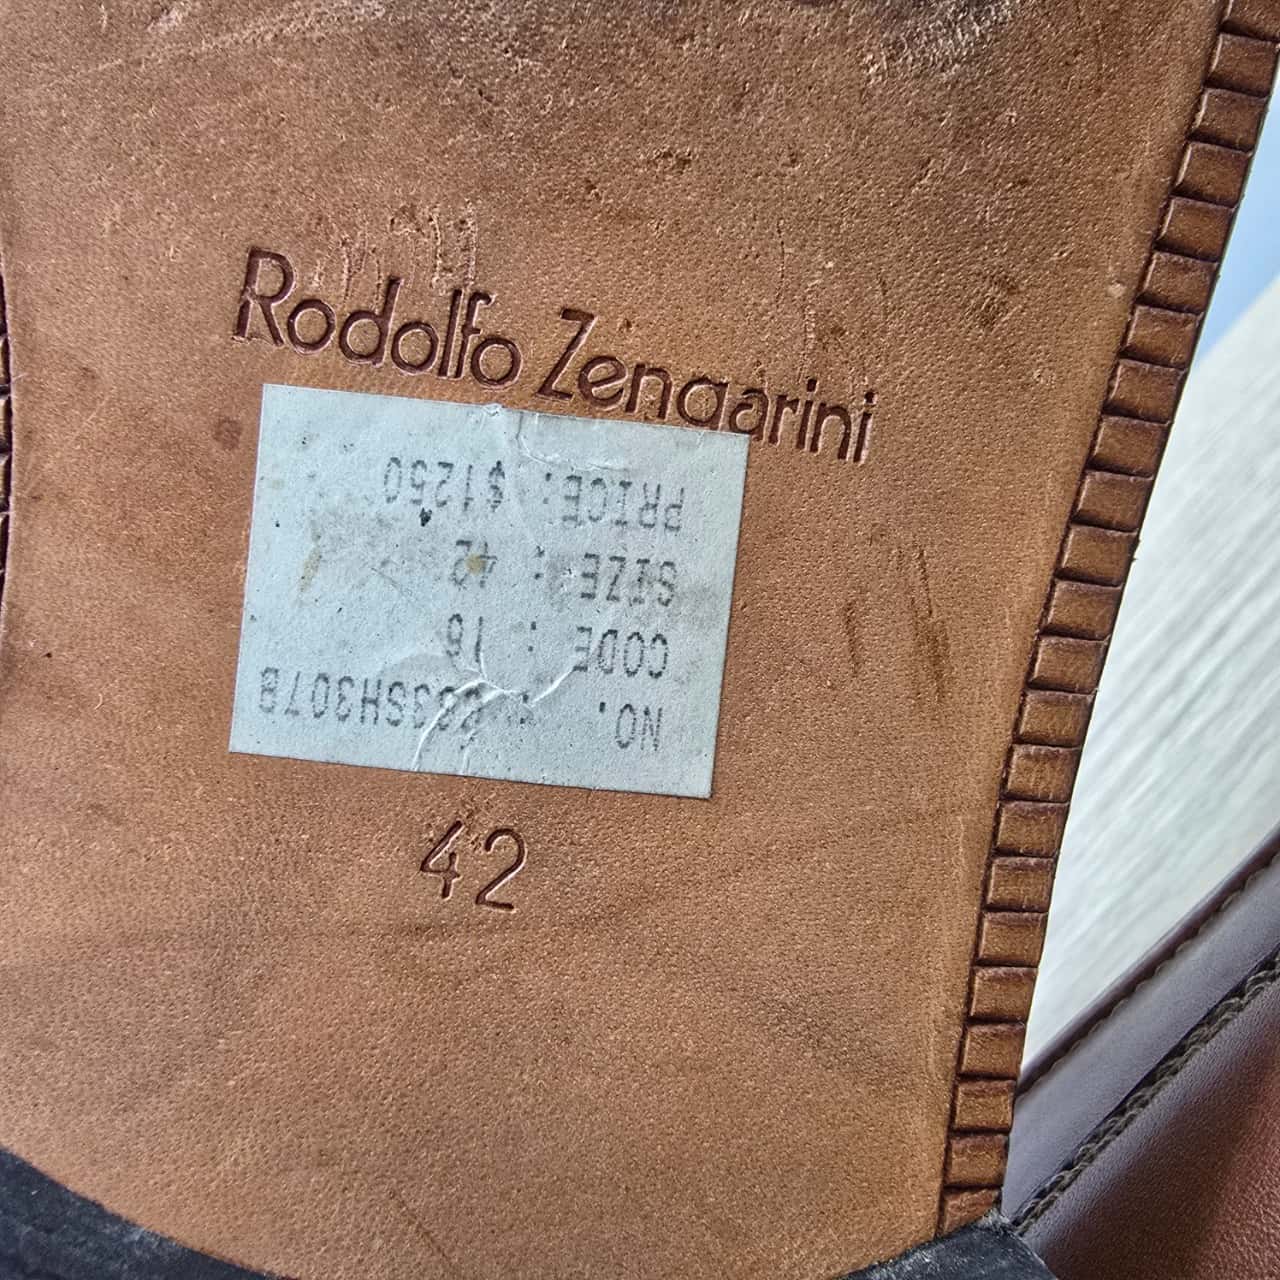 Rodolfo Zengarini
NO. :
CODE : 16
SIZE : 42
PRICE: $1250
42